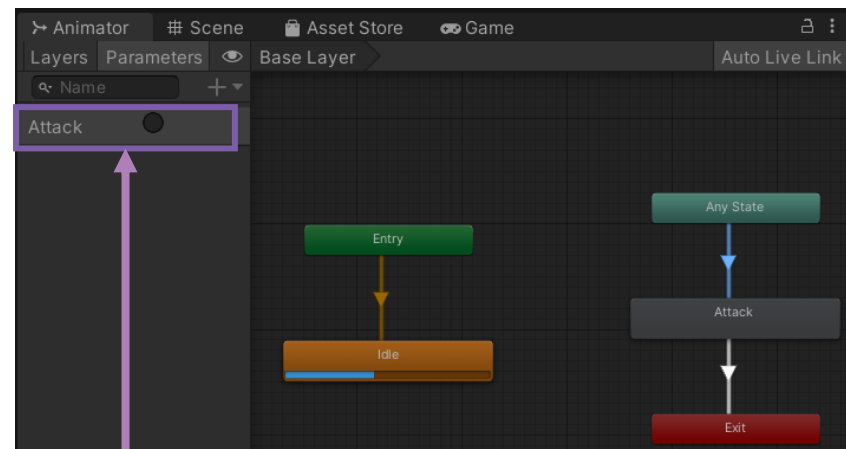 Animator
Scene
Asset Store
Game
Layers
Parameters
Base Layer
Auto Live Link
Name
Attack
Any State
Entry
Attack
Idle
Exit